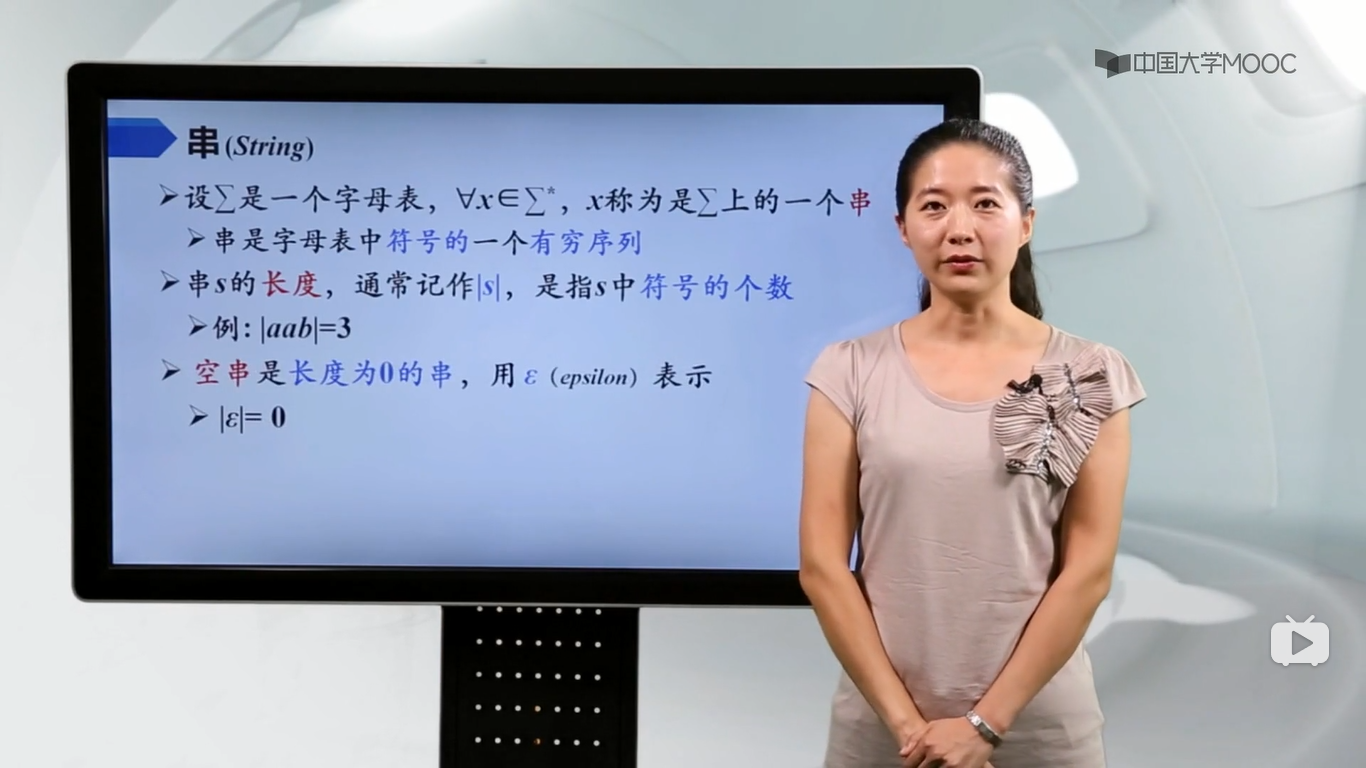 中国大学MOOC
串(String)
设∑是一个字母表，∀x∈∑*，x称为是∑上的一个串
串是字母表中符号的一个有穷序列
串s的长度，通常记作|s|，是指s中符号的个数
例：|aab|=3
空串是长度为0的串，用 ε（epsilon）表示
|ε|= 0